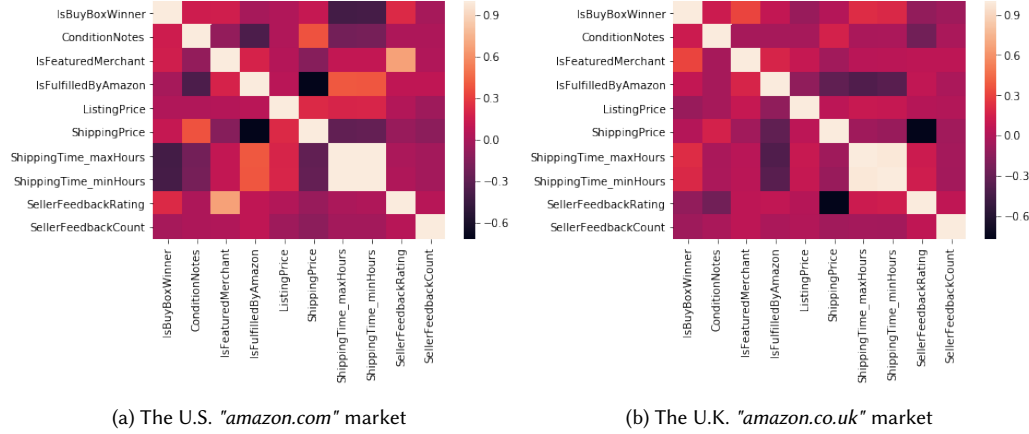 IsBuyBoxWinner
ConditionNotes
IsFeaturedMerchant
IsFulfilledByAmazon
ListingPrice
ShippingPrice
ShippingTime_maxHours
ShippingTime_minHours
SellerFeedbackRating
SellerFeedbackCount
IsBuyBoxWinner
ConditionNotes
IsFeaturedMerchant
IsFulfilledByAmazon
ListingPrice
ShippingPrice
ShippingTime_maxHours
ShippingTime_minHours
SellerFeedbackRating
SellerFeedbackCount
0.9
0.6
0.3
0.0
−0.3
−0.6
(a) The U.S. "amazon.com" market
IsBuyBoxWinner
ConditionNotes
IsFeaturedMerchant
IsFulfilledByAmazon
ListingPrice
ShippingPrice
ShippingTime_maxHours
ShippingTime_minHours
SellerFeedbackRating
SellerFeedbackCount
IsBuyBoxWinner
ConditionNotes
IsFeaturedMerchant
IsFulfilledByAmazon
ListingPrice
ShippingPrice
ShippingTime_maxHours
ShippingTime_minHours
SellerFeedbackRating
SellerFeedbackCount
0.9
0.6
0.3
0.0
−0.3
−0.6
(b) The U.K. "amazon.co.uk" market